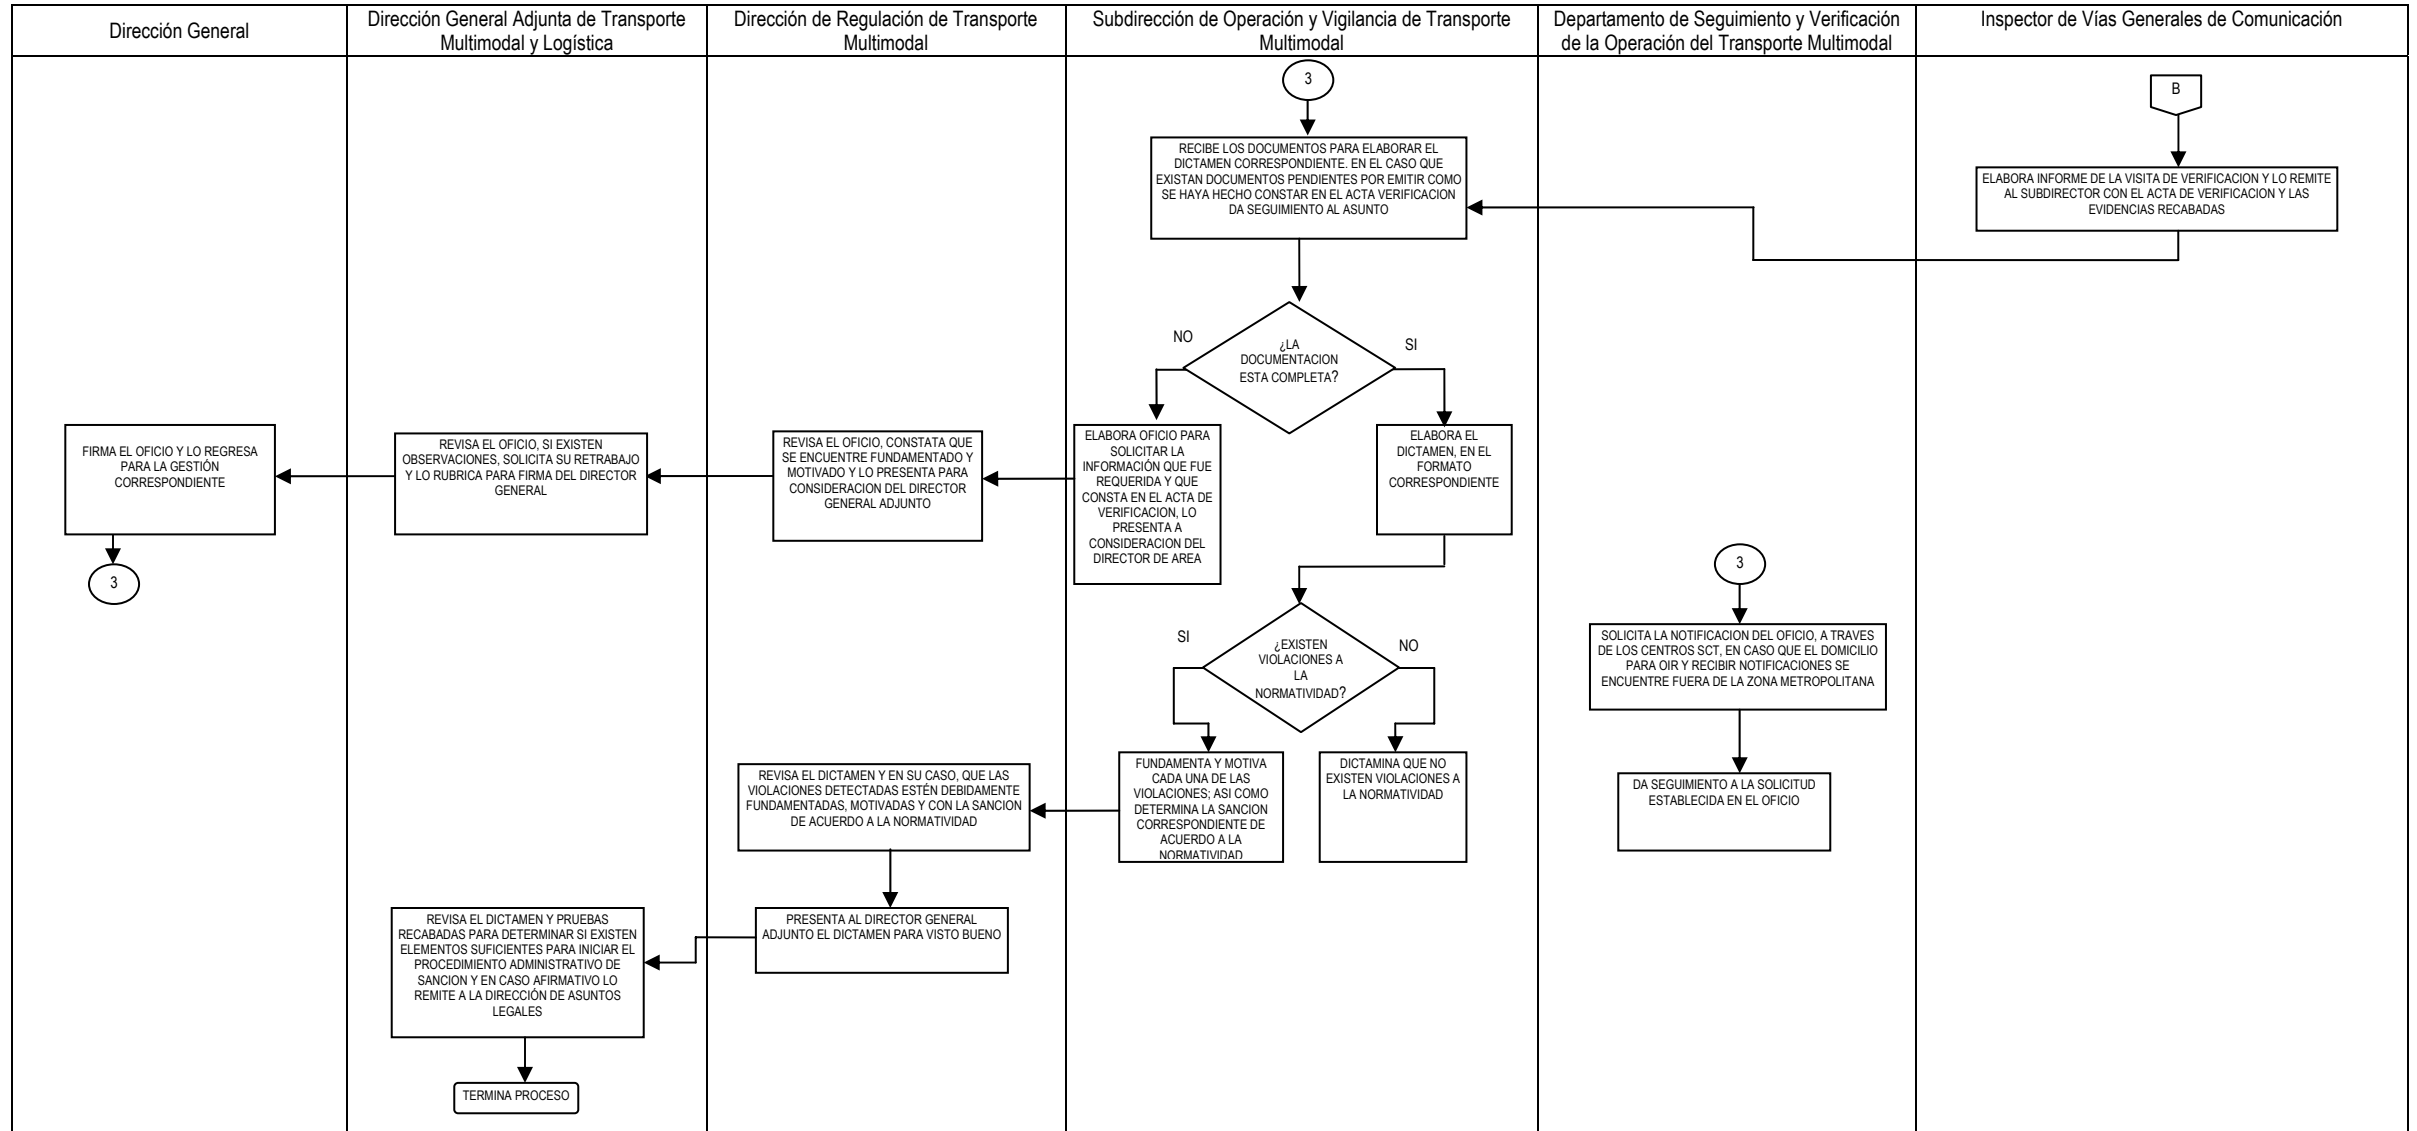 Dirección General
Dirección General Adjunta de Transporte
Multimodal y Logística
Dirección de Regulación de Transporte
Multimodal
Subdirección de Operación y Vigilancia de Transporte
Multimodal
Departamento de Seguimiento y Verificación
de la Operación del Transporte Multimodal
Inspector de Vías Generales de Comunicación
3
B
RECIBE LOS DOCUMENTOS PARA ELABORAR EL
DICTAMEN CORRESPONDIENTE. EN EL CASO QUE
EXISTAN DOCUMENTOS PENDIENTES POR EMITIR COMO
SE HAYA HECHO CONSTAR EN EL ACTA VERIFICACION
DA SEGUIMIENTO AL ASUNTO
ELABORA INFORME DE LA VISITA DE VERIFICACION Y LO REMITE
AL SUBDIRECTOR CON EL ACTA DE VERIFICACION Y LAS
EVIDENCIAS RECABADAS
NO
¿LA
DOCUMENTACION
ESTA COMPLETA?
SI
FIRMA EL OFICIO Y LO REGRESA
PARA LA GESTIÓN
CORRESPONDIENTE
REVISA EL OFICIO, SI EXISTEN
OBSERVACIONES, SOLICITA SU RETRABAJO
Y LO RUBRICA PARA FIRMA DEL DIRECTOR
GENERAL
REVISA EL OFICIO, CONSTATA QUE
SE ENCUENTRE FUNDAMENTADO Y
MOTIVADO Y LO PRESENTA PARA
CONSIDERACION DEL DIRECTOR
GENERAL ADJUNTO
ELABORA OFICIO PARA
SOLICITAR LA
INFORMACIÓN QUE FUE
REQUERIDA Y QUE
CONSTA EN EL ACTA DE
VERIFICACION, LO
PRESENTA A
CONSIDERACION DEL
DIRECTOR DE AREA
ELABORA EL
DICTAMEN, EN EL
FORMATO
CORRESPONDIENTE
3
3
SI
¿EXISTEN
VIOLACIONES A
LA
NORMATIVIDAD?
NO
SOLICITA LA NOTIFICACION DEL OFICIO, A TRAVES
DE LOS CENTROS SCT, EN CASO QUE EL DOMICILIO
PARA OIR Y RECIBIR NOTIFICACIONES SE
ENCUENTRE FUERA DE LA ZONA METROPOLITANA
REVISA EL DICTAMEN Y EN SU CASO, QUE LAS
VIOLACIONES DETECTADAS ESTÉN DEBIDAMENTE
FUNDAMENTADAS, MOTIVADAS Y CON LA SANCION
DE ACUERDO A LA NORMATIVIDAD
FUNDAMENTA Y MOTIVA
CADA UNA DE LAS
VIOLACIONES; ASI COMO
DETERMINA LA SANCION
CORRESPONDIENTE DE
ACUERDO A LA
NORMATIVIDAD
DICTAMINA QUE NO
EXISTEN VIOLACIONES A
LA NORMATIVIDAD
DA SEGUIMIENTO A LA SOLICITUD
ESTABLECIDA EN EL OFICIO
REVISA EL DICTAMEN Y PRUEBAS
RECABADAS PARA DETERMINAR SI EXISTEN
ELEMENTOS SUFICIENTES PARA INICIAR EL
PROCEDIMIENTO ADMINISTRATIVO DE
SANCION Y EN CASO AFIRMATIVO LO
REMITE A LA DIRECCIÓN DE ASUNTOS
LEGALES
PRESENTA AL DIRECTOR GENERAL
ADJUNTO EL DICTAMEN PARA VISTO BUENO
TERMINA PROCESO